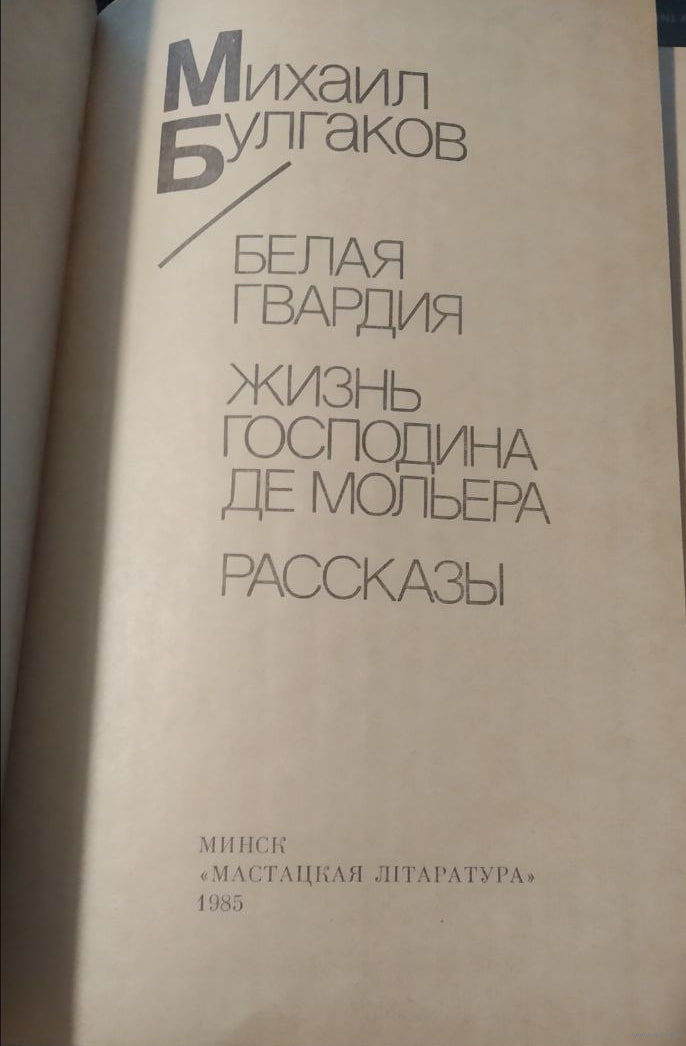 Михаил
Булгаков
БЕЛАЯ
ГВАРДИЯ
ЖИЗНЬ
ГОСПОДИНА
ДЕ МОЛЬЕРА
РАССКАЗЫ
МИНСК
«МАСТАЦКАЯ ЛІТАРАТУРА»
1985